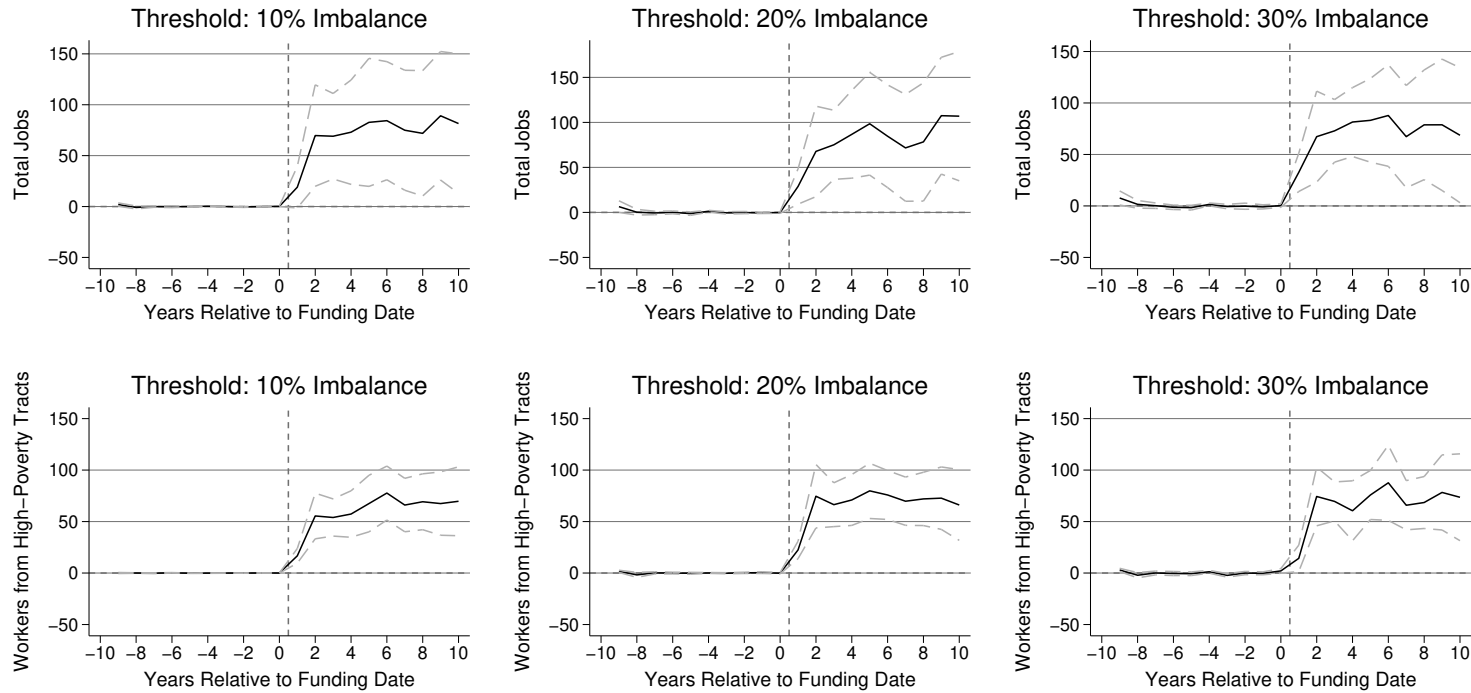 Threshold: 10% Imbalance
Total Jobs
150
100
50
0
−50
−10 −8 −6 −4 −2 0 2 4 6 8 10
Years Relative to Funding Date
Threshold: 20% Imbalance
Total Jobs
150
100
50
0
−50
−10 −8 −6 −4 −2 0 2 4 6 8 10
Years Relative to Funding Date
Threshold: 30% Imbalance
Total Jobs
150
100
50
0
−50
−10 −8 −6 −4 −2 0 2 4 6 8 10
Years Relative to Funding Date
Threshold: 10% Imbalance
Workers from High−Poverty Tracts
150
100
50
0
−50
−10 −8 −6 −4 −2 0 2 4 6 8 10
Years Relative to Funding Date
Threshold: 20% Imbalance
Workers from High−Poverty Tracts
150
100
50
0
−50
−10 −8 −6 −4 −2 0 2 4 6 8 10
Years Relative to Funding Date
Threshold: 30% Imbalance
Workers from High−Poverty Tracts
150
100
50
0
−50
−10 −8 −6 −4 −2 0 2 4 6 8 10
Years Relative to Funding Date